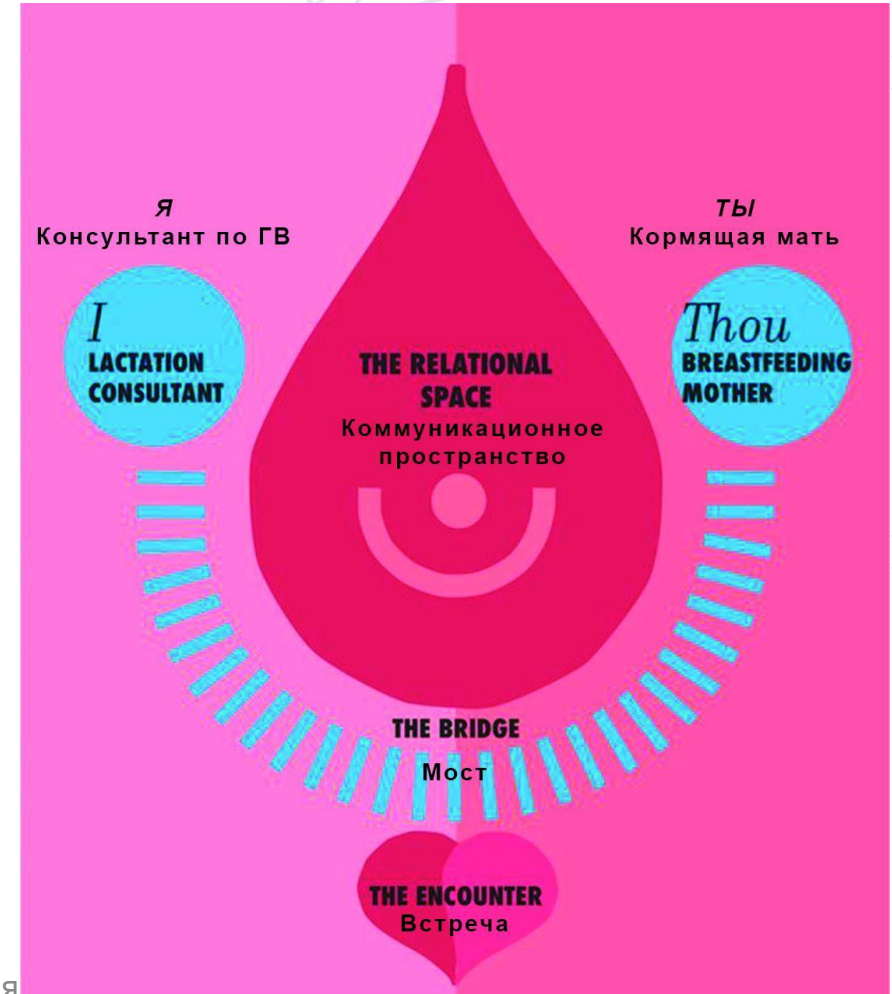 Я
Консультант по ГВ
I
LACTATION
CONSULTANT
ТЫ
Кормящая мать
Thou
BREASTFEEDING
MOTHER
THE RELATIONAL
SPACE
Коммуникационное
пространство
THE BRIDGE
Мост
THE ENCOUNTER
Встреча
я